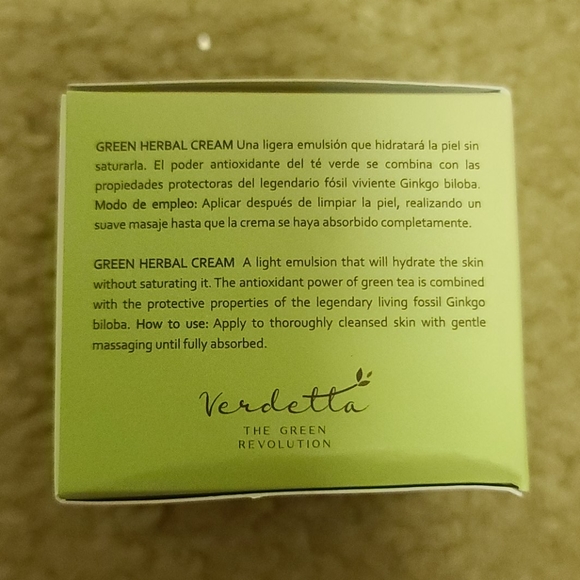 GREEN HERBAL CREAM Una ligera emulsión que hidratará la piel sin
saturarla. El poder antioxidante del té verde se combina con las
propiedades protectoras del legendario fósil viviente Ginkgo biloba.
Modo de empleo: Aplicar después de limpiar la piel, realizando un
suave masaje hasta que la crema se haya absorbido completamente.
GREEN HERBAL CREAM A light emulsion that will hydrate the skin
without saturating it. The antioxidant power of green tea is combined
with the protective properties of the legendary living fossil Ginkgo
biloba. How to use: Apply to thoroughly cleansed skin with gentle
massaging until fully absorbed.
Verdetta
THE GREEN
REVOLUTION